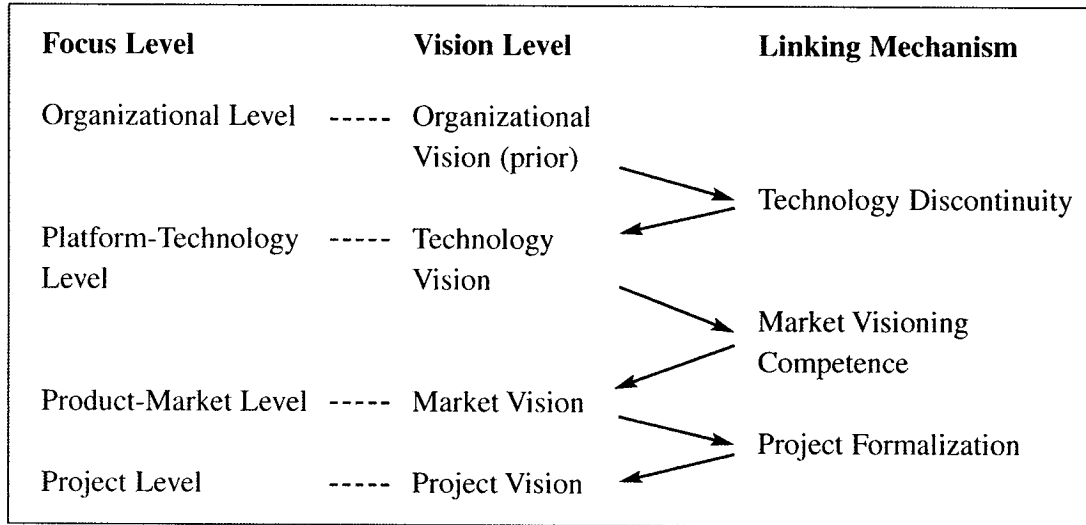 Focus Level Vision Level Linking Mechanism
Organizational Level ----- Organizational
Vision (prior)
Technology Discontinuity
Platform-Technology ----- Technology
Level Vision
Market Visioning
Competence
Product-Market Level ----- Market Vision
Project Formalization
Project Level ----- Project Vision